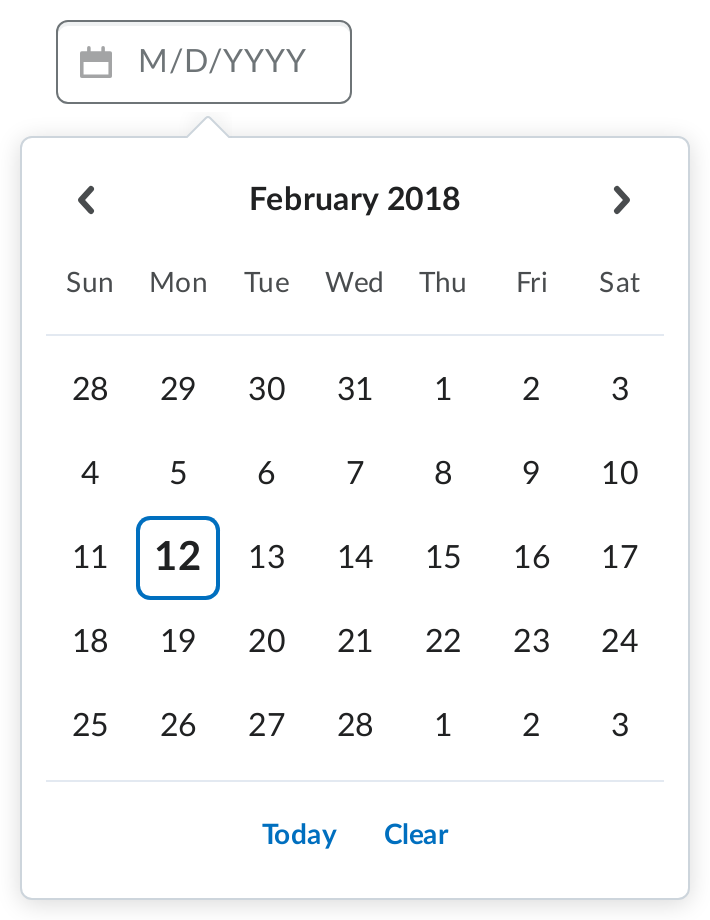 M/D/YYYY
February 2018
Sun Mon Tue Wed Thu Fri Sat
28 29 30 31 1 2 3
4 5 6 7 8 9 10
11 12 13 14 15 16 17
18 19 20 21 22 23 24
25 26 27 28 1 2 3
Today Clear